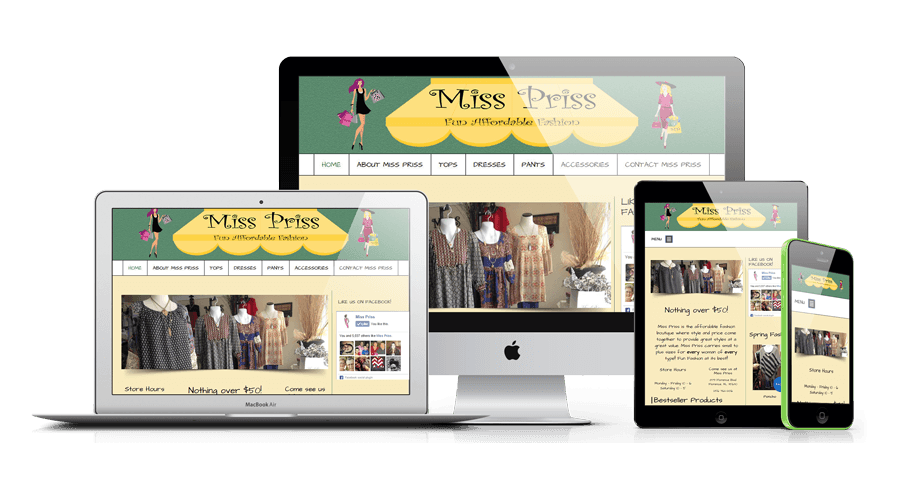 Miss Priss
Fun Affordable Fashion
HOME ABOUT MISS PRISS TOPS DRESSES PANTS ACCESSORIES CONTACT MISS PRISS
Miss Priss
Fun Affordable Fashion
HOME ABOUT MISS PRISS TOPS DRESSES PANTS ACCESSORIES CONTACT MISS PRISS
LIKE US ON FACEBOOK!
Miss Priss
Store Hours Nothing over $50! Come see us
MacBook Air
Miss Priss
Fun Affordable Fashion
MENU
LIKE US ON
FACEBOOK!
Miss Priss
Nothing over $50!
Miss Priss is the affordable fashion
boutique where style and price come
together to provide great styles at a
great value. Miss Priss carries small to
plus sizes for every woman of every
type! Fun Fashion at its best!
Spring Fa
Store Hours
Come see us at
Miss Priss
Monday - Friday 10 - 6
Saturday 10 - 4
Bestseller Products
MENU
Store Hours
Monday - Friday 10 - 6
Saturday 10 - 4